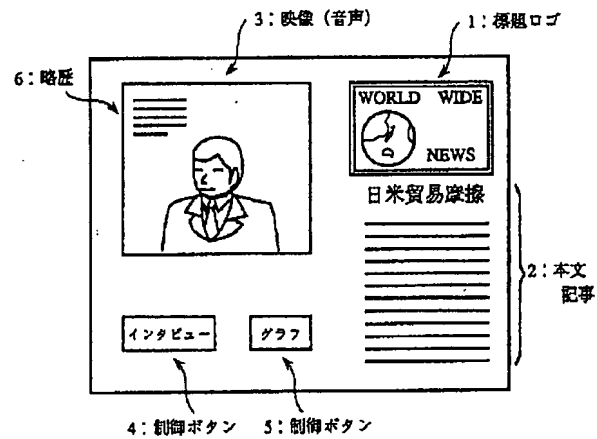 3：映像（音声）
1：標題ロゴ
6：略歴
WORLD WIDE
NEWS
日米貿易摩擦
2：本文
記事
インタビュー
グラフ
4：制御ボタン
5：制御ボタン